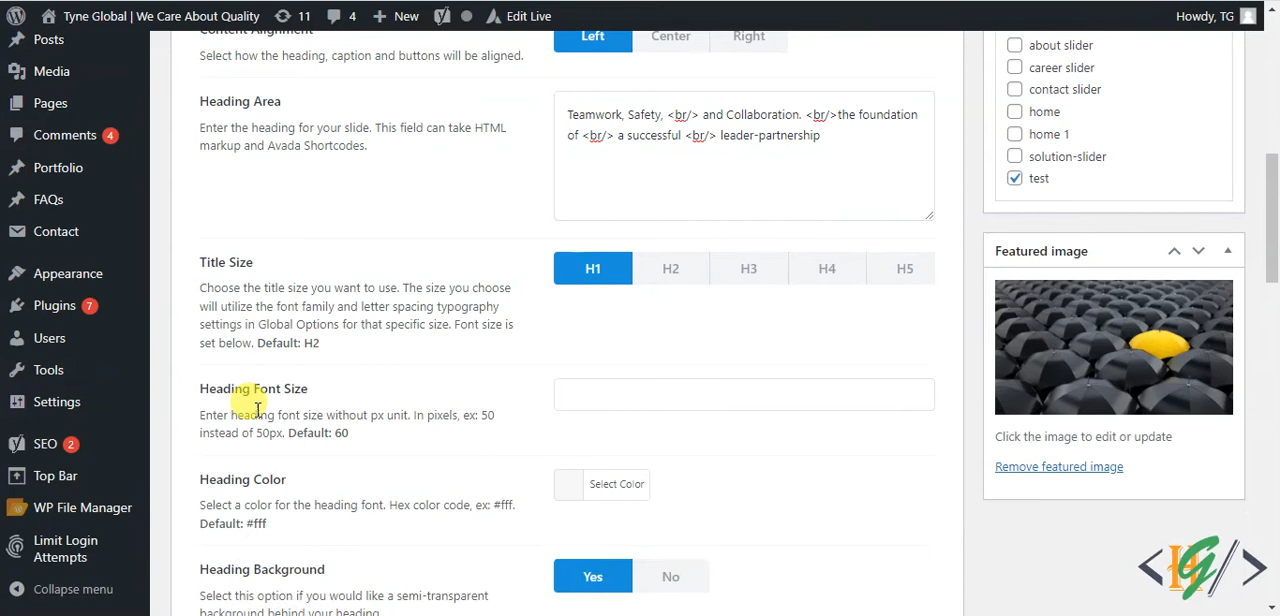 Tyne Global | We Care About Quality 11 4 New Edit Live Howdy, TG
Posts
Media
Pages
Comments 4
Portfolio
FAQs
Contact
Appearance
Plugins 7
Users
Tools
Settings
SEO 2
Top Bar
WP File Manager
Limit Login
Attempts
Collapse menu
Content Alignment
Select how the heading, caption and buttons will be aligned.
Left Center Right
Heading Area
Enter the heading for your slide. This field can take HTML
markup and Avada Shortcodes.
Teamwork, Safety, <br/> and Collaboration. <br/>the foundation
of <br/> a successful <br/> leader-partnership
Title Size
Choose the title size you want to use. The size you choose
will utilize the font family and letter spacing typography
settings in Global Options for that specific size. Font size is
set below. Default: H2
H1 H2 H3 H4 H5
Heading Font Size
Enter heading font size without px unit. In pixels, ex: 50
instead of 50px. Default: 60
Heading Color
Select a color for the heading font. Hex color code, ex: #fff.
Default: #fff
Select Color
Heading Background
Select this option if you would like a semi-transparent
background behind your heading.
Yes No
about slider
career slider
contact slider
home
home 1
solution-slider
test
Featured image
Click the image to edit or update
Remove featured image